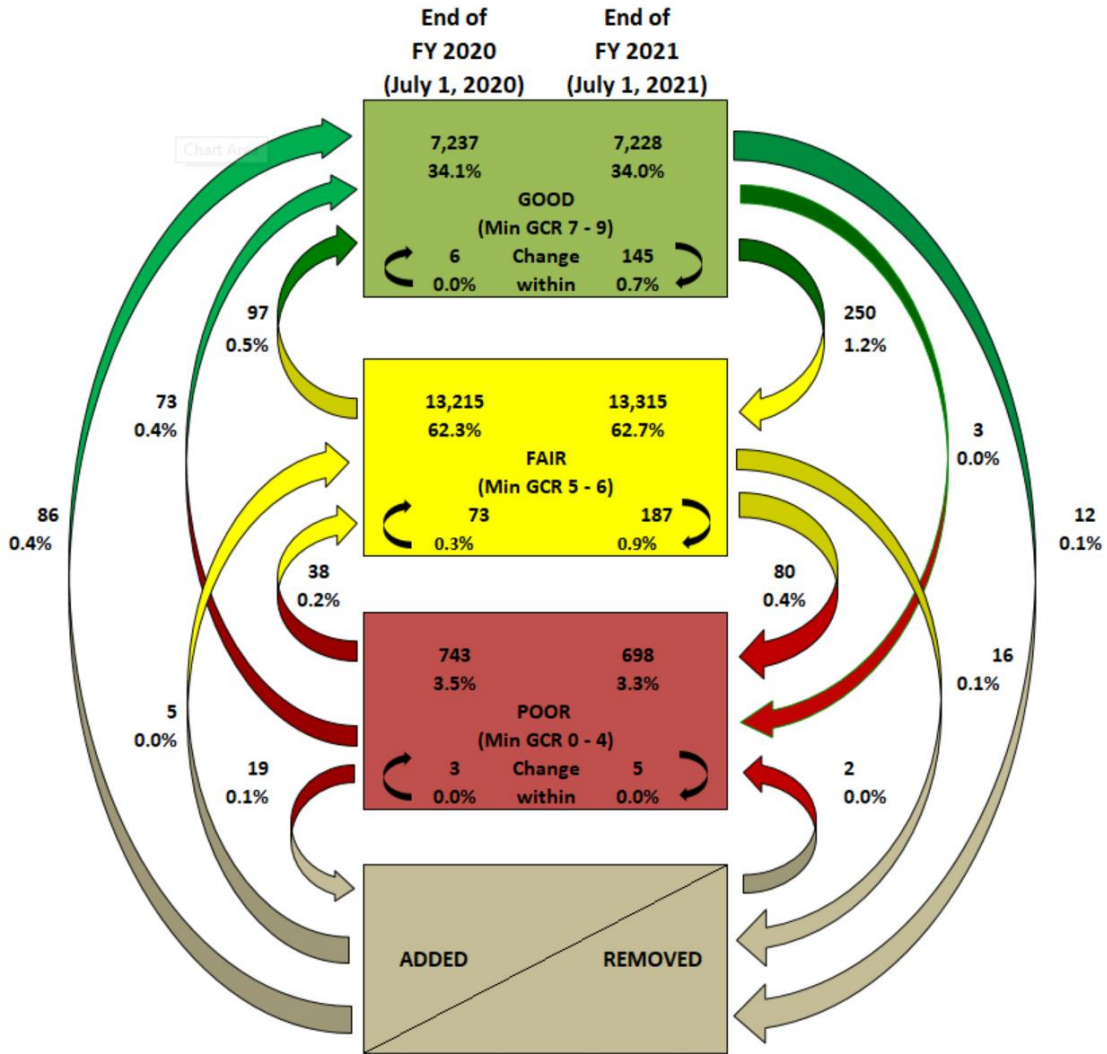 End of
FY 2020
(July 1, 2020)
End of
FY 2021
(July 1, 2021)
Chart Area
7,237 7,228
34.1% 34.0%
GOOD
(Min GCR 7 - 9)
6 Change 145
0.0% within 0.7%
97
0.5%
250
1.2%
13,215 13,315
62.3% 62.7%
FAIR
(Min GCR 5 - 6)
73 187
0.3% 0.9%
73
0.4%
3
0.0%
86
0.4%
12
0.1%
38
0.2%
80
0.4%
743 698
3.5% 3.3%
POOR
(Min GCR 0 - 4)
3 Change 5
0.0% within 0.0%
5
0.0%
16
0.1%
19
0.1%
2
0.0%
ADDED REMOVED